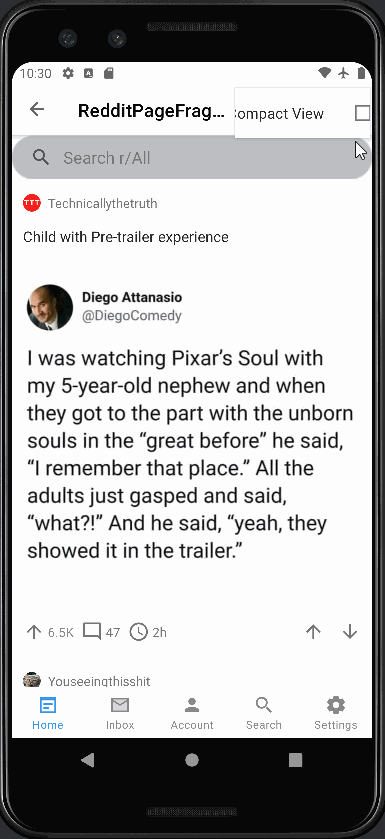 10:30
RedditPageFrag...
ompact View
Search r/All
TTT
Technicallythetruth
Child with Pre-trailer experience
Diego Attanasio
@DiegoComedy
I was watching Pixar’s Soul with
my 5-year-old nephew and when
they got to the part with the unborn
souls in the “great before” he said,
“I remember that place.” All the
adults just gasped and said,
“what?!” And he said, “yeah, they
showed it in the trailer.”
6.5K 47 2h
Youseeingthisshit
Home Inbox Account Search Settings